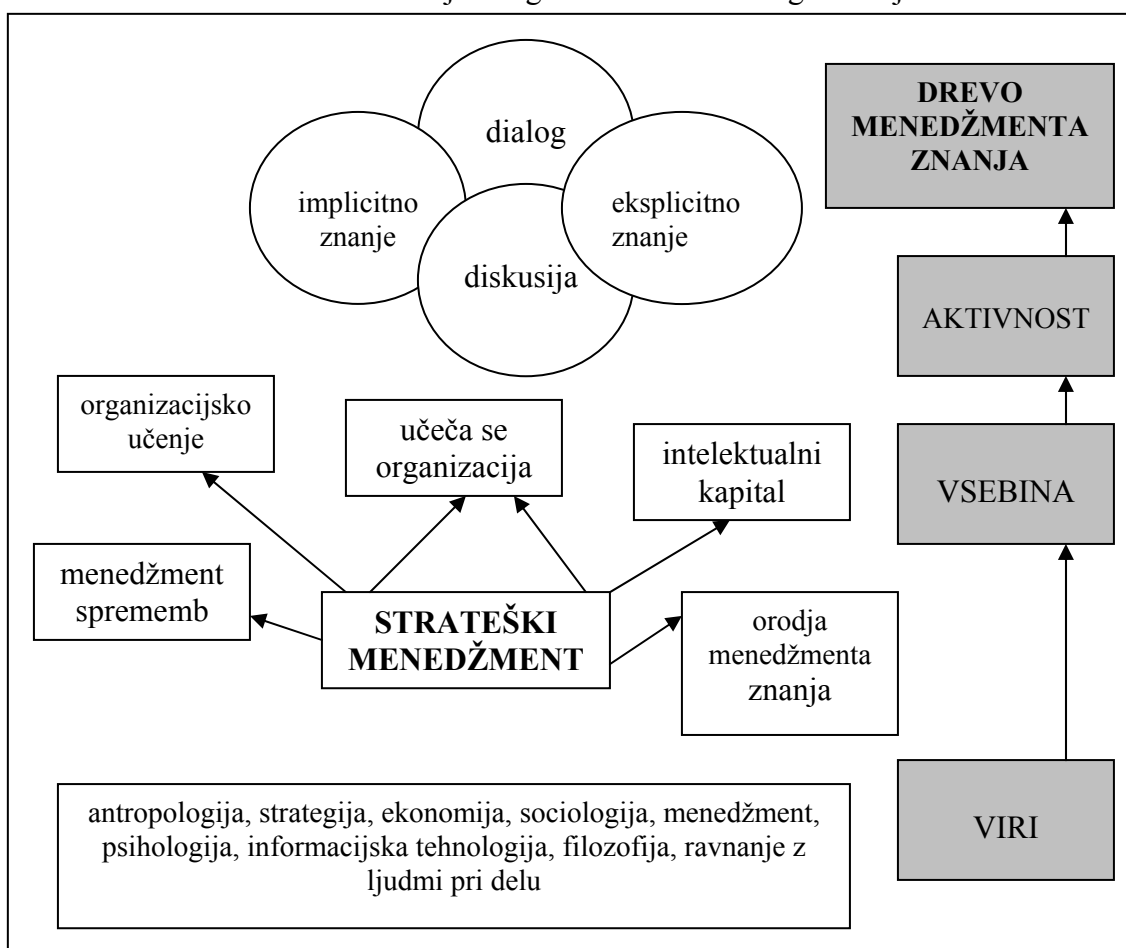 DREVO
MENEDŽMENTA
ZNANJA
dialog
implicitno
znanje
eksplicitno
znanje
diskusija
AKTIVNOST
organizacijsko
učenje
učeča se
organizacija
intelektualni
kapital
VSEBINA
menedžment
sprememb
STRATEŠKI
MENEDŽMENT
orodja
menedžmenta
znanja
antropologija, strategija, ekonomija, sociologija, menedžment,
psihologija, informacijska tehnologija, filozofija, ravnanje z
ljudmi pri delu
VIRI